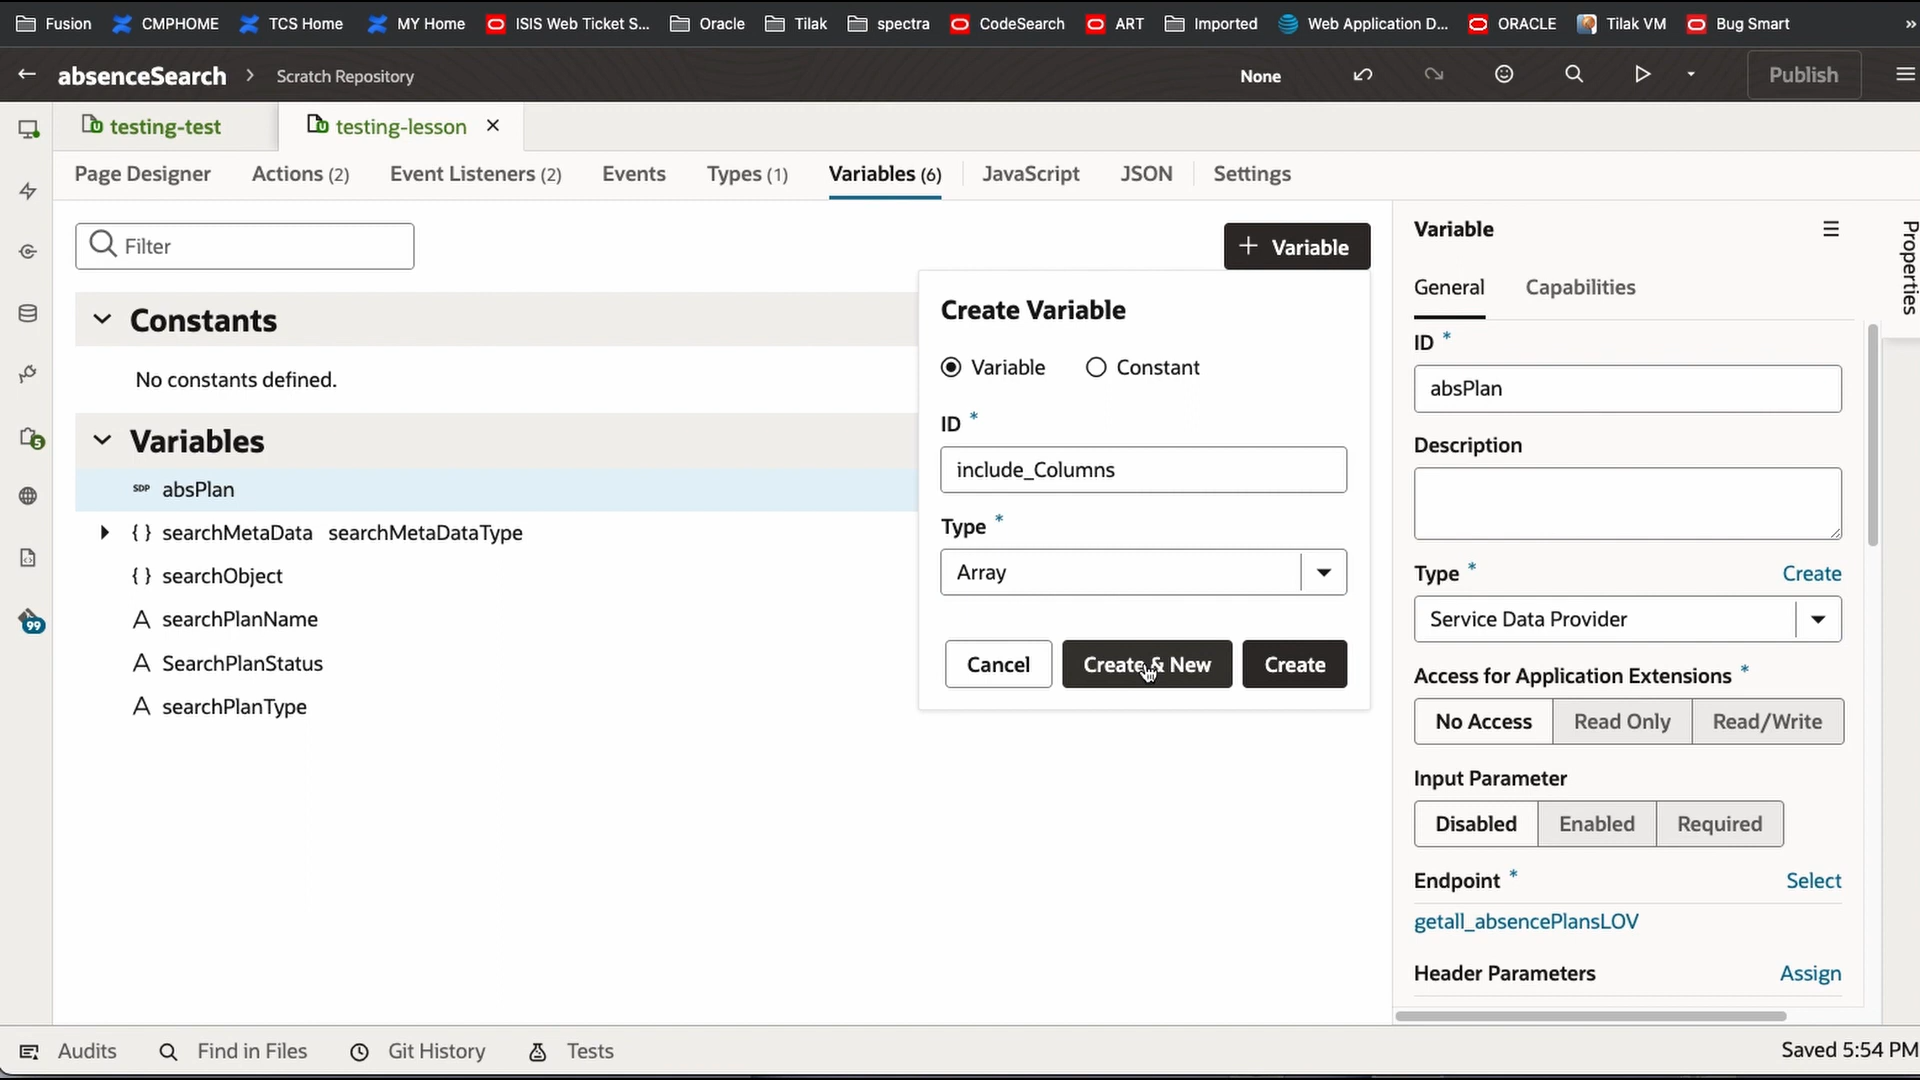 Fusion CMPHOME TCS Home MY Home ISIS Web Ticket S... Oracle Tilak spectra CodeSearch ART Imported Web Application D... ORACLE Tilak VM Bug Smart »
absenceSearch > Scratch Repository None Publish
testing-test testing-lesson
Page Designer Actions (2) Event Listeners (2) Events Types (1) Variables (6) JavaScript JSON Settings
Filter
+ Variable
Constants
No constants defined.
Variables
SDP absPlan
{ } searchMetaData searchMetaDataType
{ } searchObject
A searchPlanName
A SearchPlanStatus
A searchPlanType
Create Variable
Variable Constant
ID *
include_Columns
Type *
Array
Cancel Create & New Create
Variable
Properties
General Capabilities
ID *
absPlan
Description
Type * Create
Service Data Provider
Access for Application Extensions *
No Access Read Only Read/Write
Input Parameter
Disabled Enabled Required
Endpoint * Select
getall_absencePlansLOV
Header Parameters Assign
5
99
Audits Find in Files Git History Tests Saved 5:54 PM